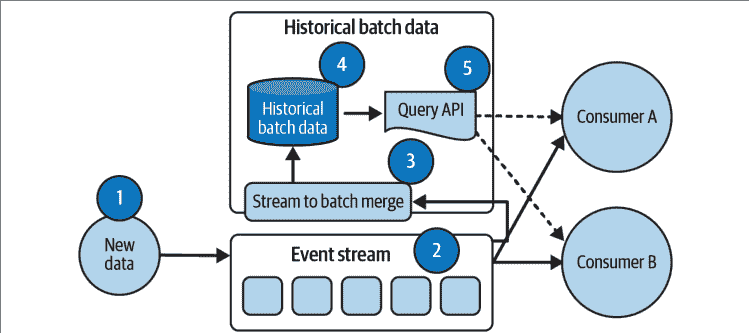 Historical batch data
4
5
Historical
batch data
Query API
Consumer A
3
Stream to batch merge
1
New
data
Event stream
2
Consumer B